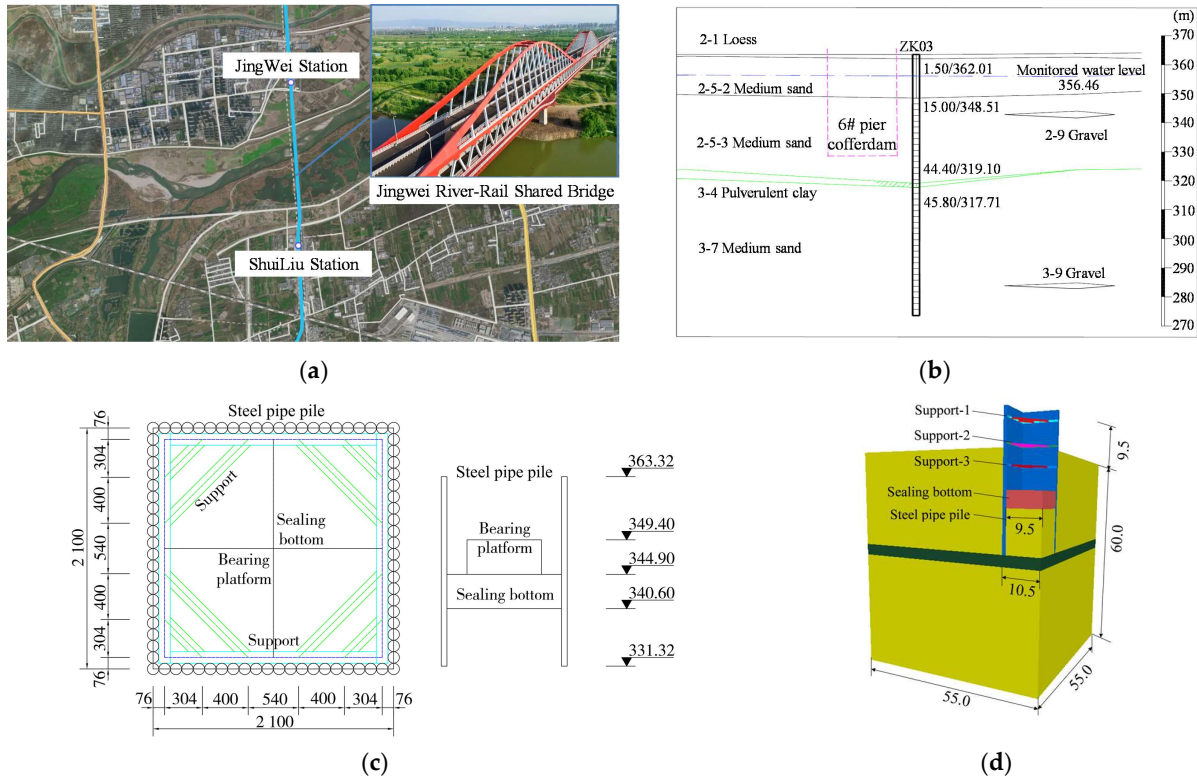 JingWei Station
ShuiLiu Station
Jingwei River-Rail Shared Bridge
(a)
(m)
370
360
350
340
330
320
310
300
290
280
270
2-1 Loess
ZK03
1.50/362.01
Monitored water level
356.46
2-5-2 Medium sand
15.00/348.51
2-9 Gravel
6# pier
cofferdam
2-5-3 Medium sand
44.40/319.10
3-4 Pulverulent clay
45.80/317.71
3-7 Medium sand
3-9 Gravel
(b)
Steel pipe pile
76
304
400
540
400
304
76
2 100
Support
Sealing
bottom
Bearing
platform
Support
76
304
400
540
400
304
76
2 100
Steel pipe pile
363.32
349.40
Bearing
platform
344.90
Sealing bottom
340.60
331.32
(c)
Support-1
Support-2
Support-3
Sealing bottom
Steel pipe pile
9.5
9.5
10.5
60.0
55.0
55.0
(d)